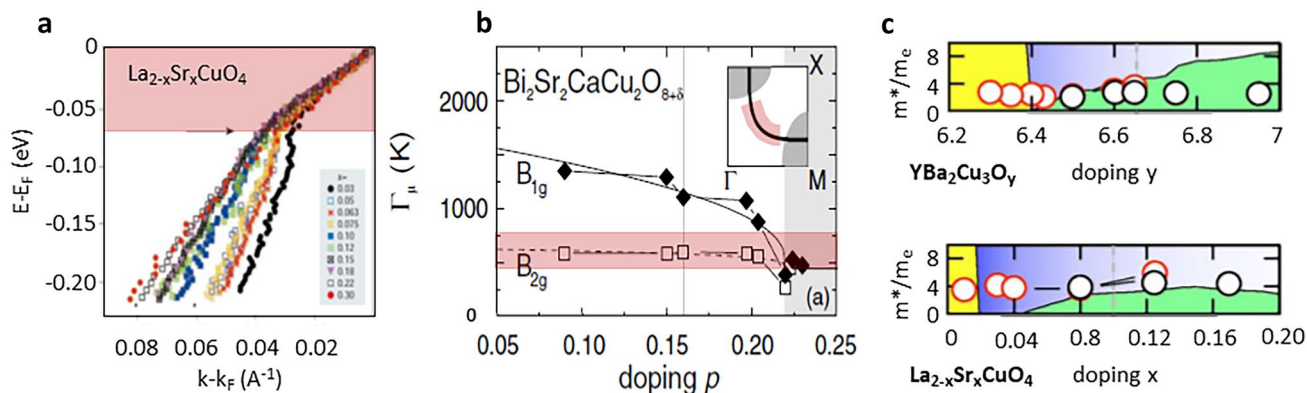 a
La2-xSrxCuO4
0
-0.05
-0.10
-0.15
-0.20
E-EF (eV)
x=
0.03
0.05
0.063
0.075
0.10
0.12
0.15
0.18
0.22
0.30
0.08 0.06 0.04 0.02
k-kF (A-1)
b
Bi2Sr2CaCu2O8+δ
X
Γ M
2000
1500
1000
500
0
Γμ (K)
B1g
B2g
(a)
0.05 0.10 0.15 0.20 0.25
doping p
c
8
4
0
m*/me
6.2 6.4 6.6 6.8 7
YBa2Cu3Oy doping y
8
4
0
m*/me
0 0.04 0.08 0.12 0.16 0.20
La2-xSrxCuO4 doping x